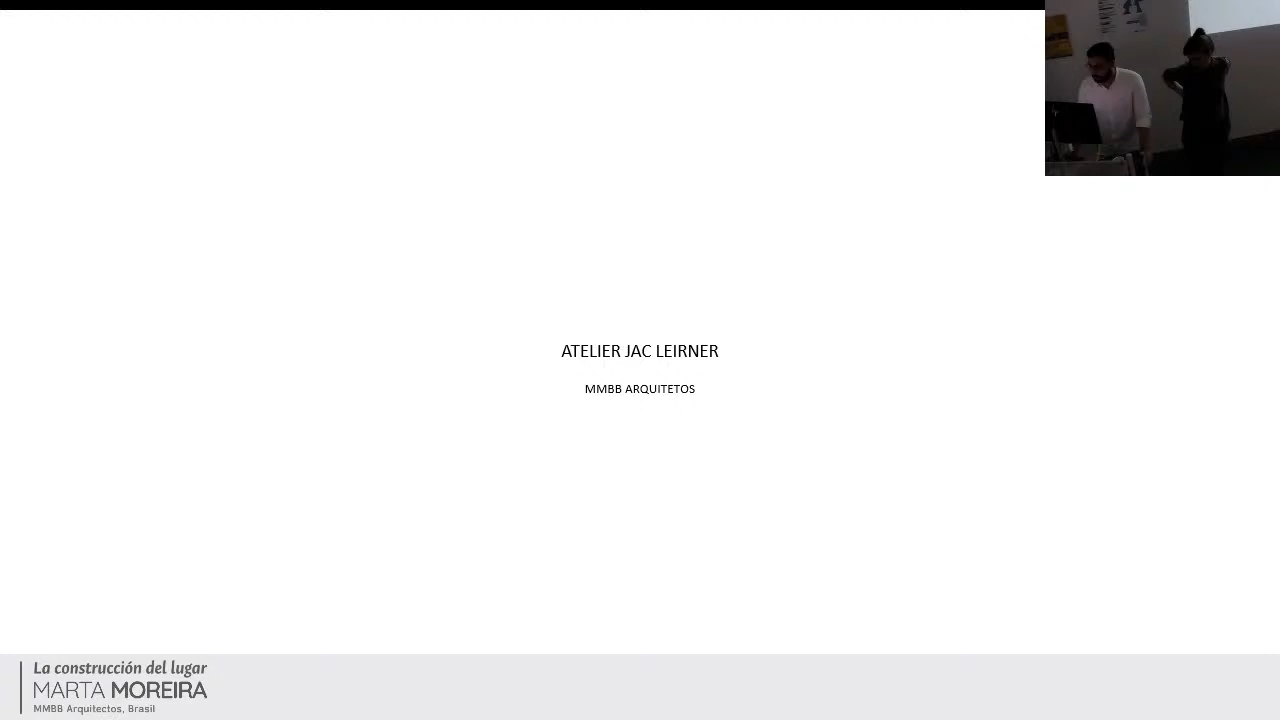 ATELIER JAC LEIRNER
MMBB ARQUITETOS
La construcción del lugar
MARTA MOREIRA
MMBB Arquitectos, Brasil